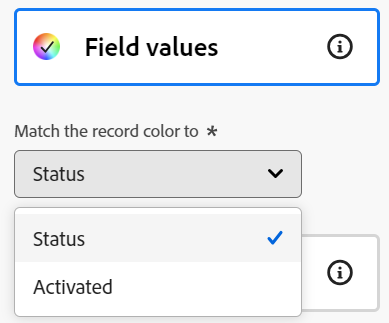 Field values
Match the record color to *
Status
Status
Activated